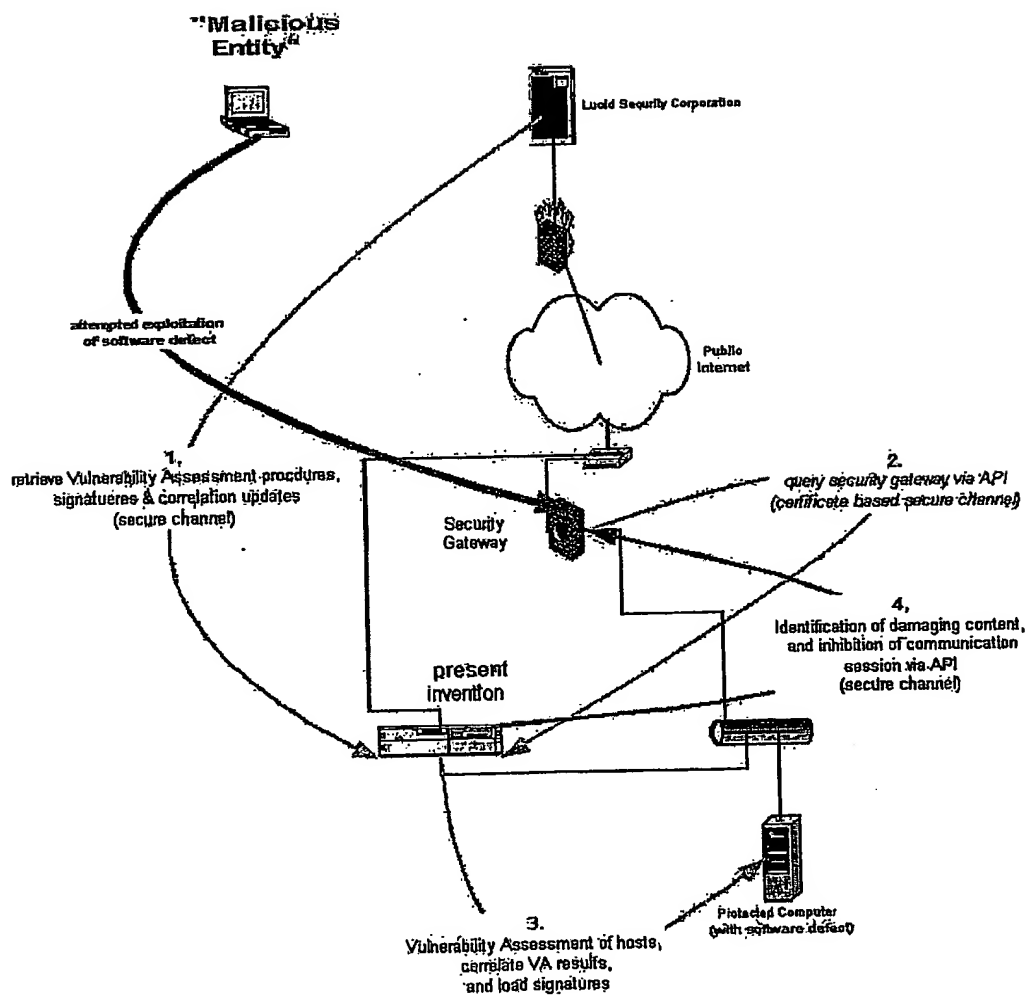 "Malicious
Entity"
Lucid Security Corporation
attempted exploitation
of software defect
Public
Internet
1.
retrieve Vulnerability Assessment procdures,
signatueres & correlation updates
(secure channel)
2.
query security gateway via API
(certificate based secure channel)
Security
Gateway
4.
Identification of damaging content,
and inhibition of communication
session via API
(secure channel)
present
invention
Protected Computer
(with software defect)
3.
Vulnerability Assessment of hosts,
correlate VA results,
and load signatures